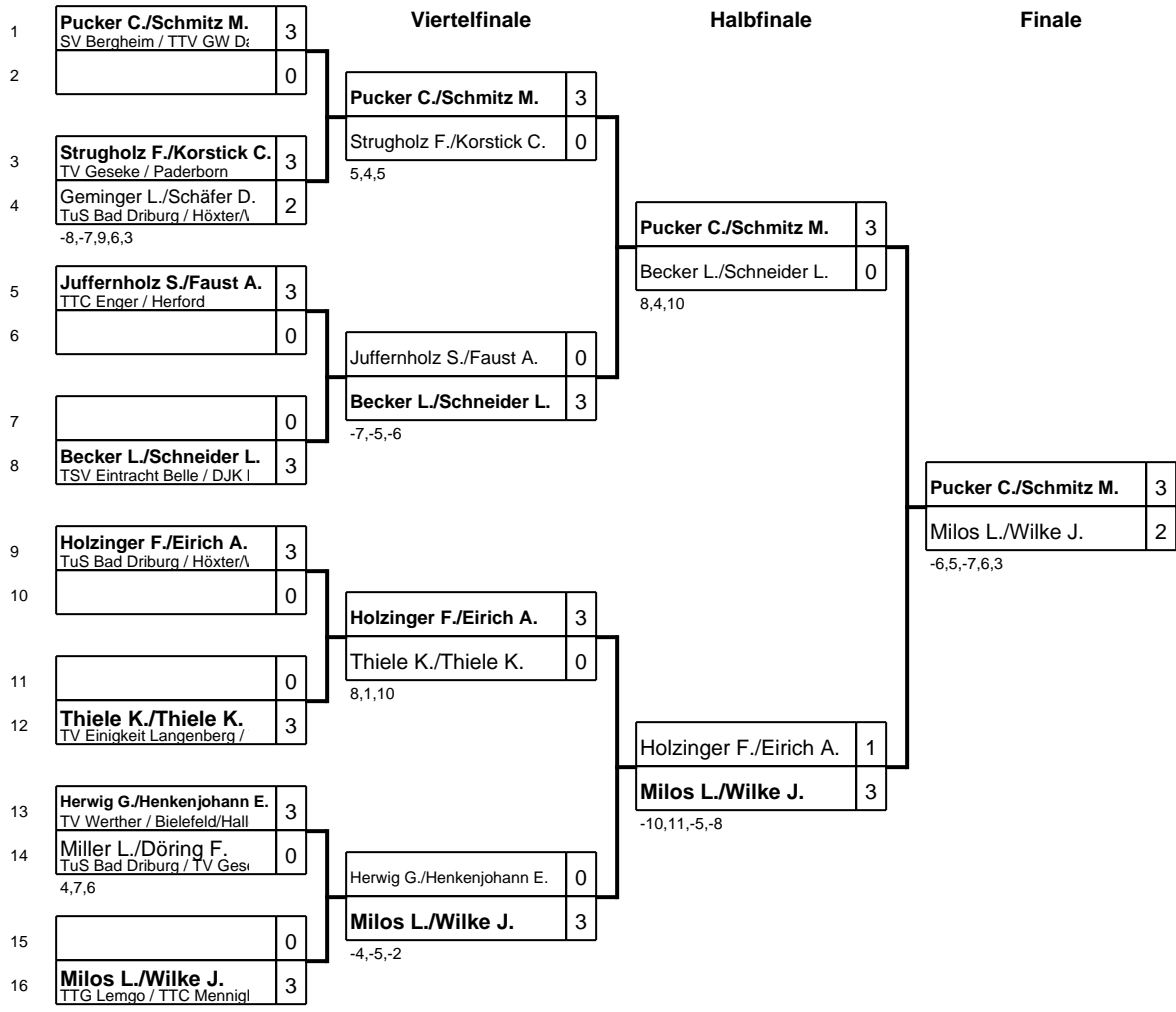 Viertelfinale
Halbfinale
Finale
1
Pucker C./Schmitz M.
3
SV Bergheim / TTV GW
2
0
3
Strugholz F./Korstick C.
3
TV Geseke / Paderborn
4
Geminger L./Schäfer D.
2
TuS Bad Driburg /
-8,-7,9,6,3
5
Juffernholz S./Faust A.
3
TTC Enger / Herford
6
0
7
0
8
Becker L./Schneider L.
3
TSV Eintracht Belle / DJK
9
Holzinger F./Eirich A.
3
TuS Bad Driburg /
10
0
11
0
12
Thiele K./Thiele K.
3
TV Einigkeit Langenberg /
13
Herwig G./Henkenjohann E.
3
TV Werther / Bielefeld/Hall
14
Miller L./Döring F.
0
TuS Bad Driburg / TV
4,7,6
15
0
16
Milos L./Wilke J.
3
TTG Lemgo / TTC
Pucker C./Schmitz M.
3
Strugholz F./Korstick C.
0
5,4,5
Juffernholz S./Faust A.
0
Becker L./Schneider L.
3
-7,-5,-6
Holzinger F./Eirich A.
3
Thiele K./Thiele K.
0
8,1,10
Herwig G./Henkenjohann E.
0
Milos L./Wilke J.
3
-4,-5,-2
Pucker C./Schmitz M.
3
Becker L./Schneider L.
0
8,4,10
Holzinger F./Eirich A.
1
Milos L./Wilke J.
3
-10,11,-5,-8
Pucker C./Schmitz M.
3
Milos L./Wilke J.
2
-6,5,-7,6,3